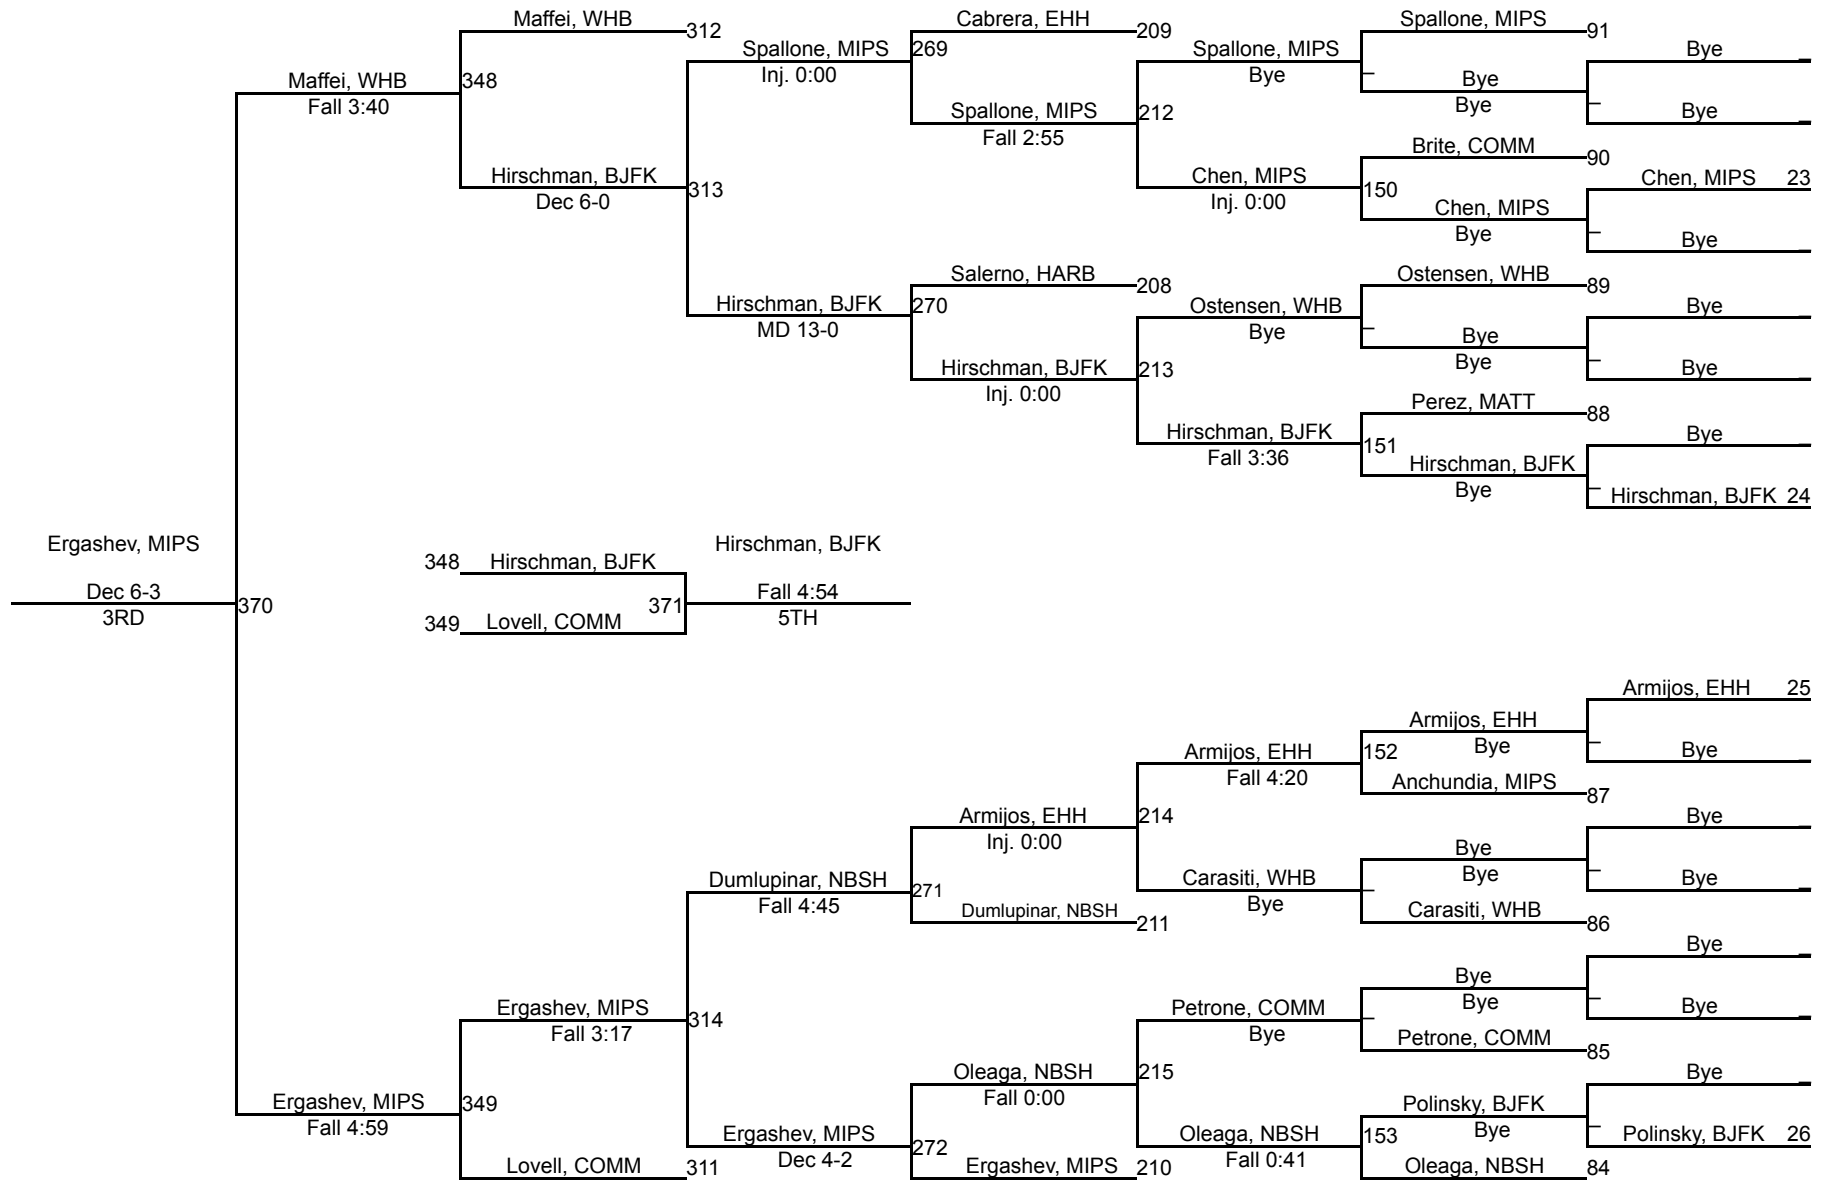 Maffei, WHB
312
Cabrera, EHH
209
Spallone, MIPS
91
Spallone, MIPS
269
Inj. 0:00
Spallone, MIPS
Bye
Bye
Maffei, WHB
348
Fall 3:40
Bye
Bye
Spallone, MIPS
212
Fall 2:55
Bye
Brite, COMM
90
Hirschman, BJFK
313
Dec 6-0
Chen, MIPS
150
Inj. 0:00
Chen, MIPS 23
Chen, MIPS
Bye
Bye
Salerno, HARB
208
Ostensen, WHB
89
Hirschman, BJFK
270
MD 13-0
Ostensen, WHB
Bye
Bye
Bye
Bye
Hirschman, BJFK
213
Inj. 0:00
Bye
Perez, MATT
88
Hirschman, BJFK
151
Fall 3:36
Bye
Hirschman, BJFK
Bye
Hirschman, BJFK 24
Ergashev, MIPS
Dec 6-3
3RD
370
348
Hirschman, BJFK
349
Lovell, COMM
371
Hirschman, BJFK
Fall 4:54
5TH
Armijos, EHH 25
Armijos, EHH
Bye
Bye
Armijos, EHH
152
Fall 4:20
Anchundia, MIPS
87
Armijos, EHH
214
Inj. 0:00
Bye
Bye
Bye
Dumlupinar, NBSH
271
Fall 4:45
Carasiti, WHB
Bye
Bye
Dumlupinar, NBSH
211
Carasiti, WHB
86
Bye
Bye
Bye
Ergashev, MIPS
314
Fall 3:17
Petrone, COMM
Bye
Bye
Petrone, COMM
85
Oleaga, NBSH
215
Fall 0:00
Bye
Ergashev, MIPS
349
Fall 4:59
Polinsky, BJFK
Bye
Ergashev, MIPS
272
Dec 4-2
Oleaga, NBSH
153
Fall 0:41
Polinsky, BJFK 26
Lovell, COMM
311
Ergashev, MIPS
210
Oleaga, NBSH
84